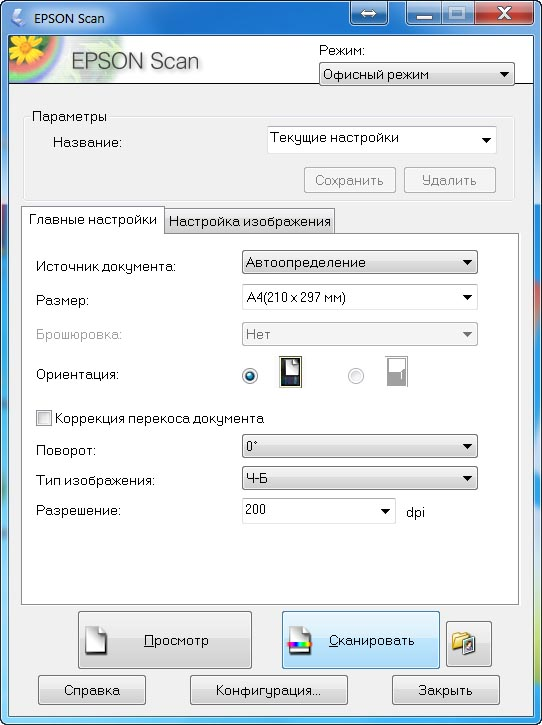 EPSON Scan
EPSON Scan
Режим:
Офисный режим
Параметры
Название:
Текущие настройки
Сохранить
Удалить
Главные настройки
Настройка изображения
Источник документа:
Автоопределение
Размер:
A4(210 x 297 мм)
Брошюровка:
Нет
Ориентация:
Коррекция перекоса документа
Поворот:
0°
Тип изображения:
Ч-Б
Разрешение:
200
dpi
Просмотр
Сканировать
Справка
Конфигурация...
Закрыть